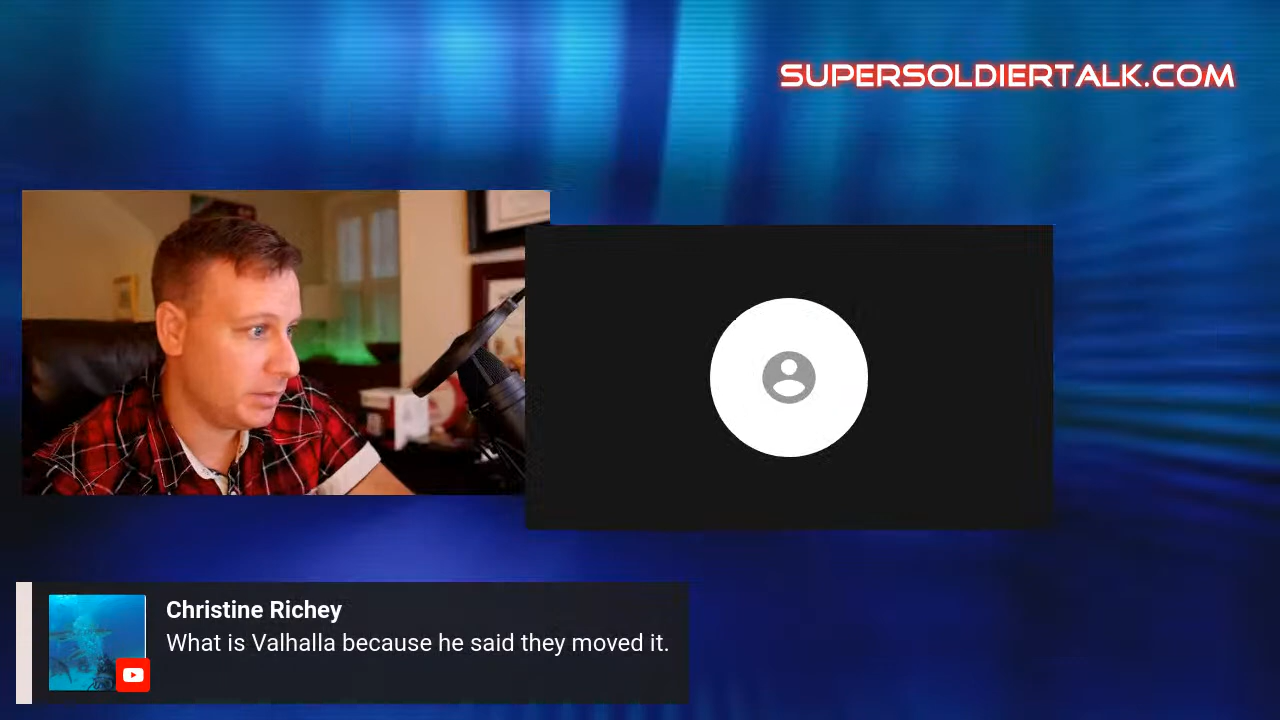 SUPERSOLDIERTALK.COM
Christine Richey
What is Valhalla because he said they moved it.